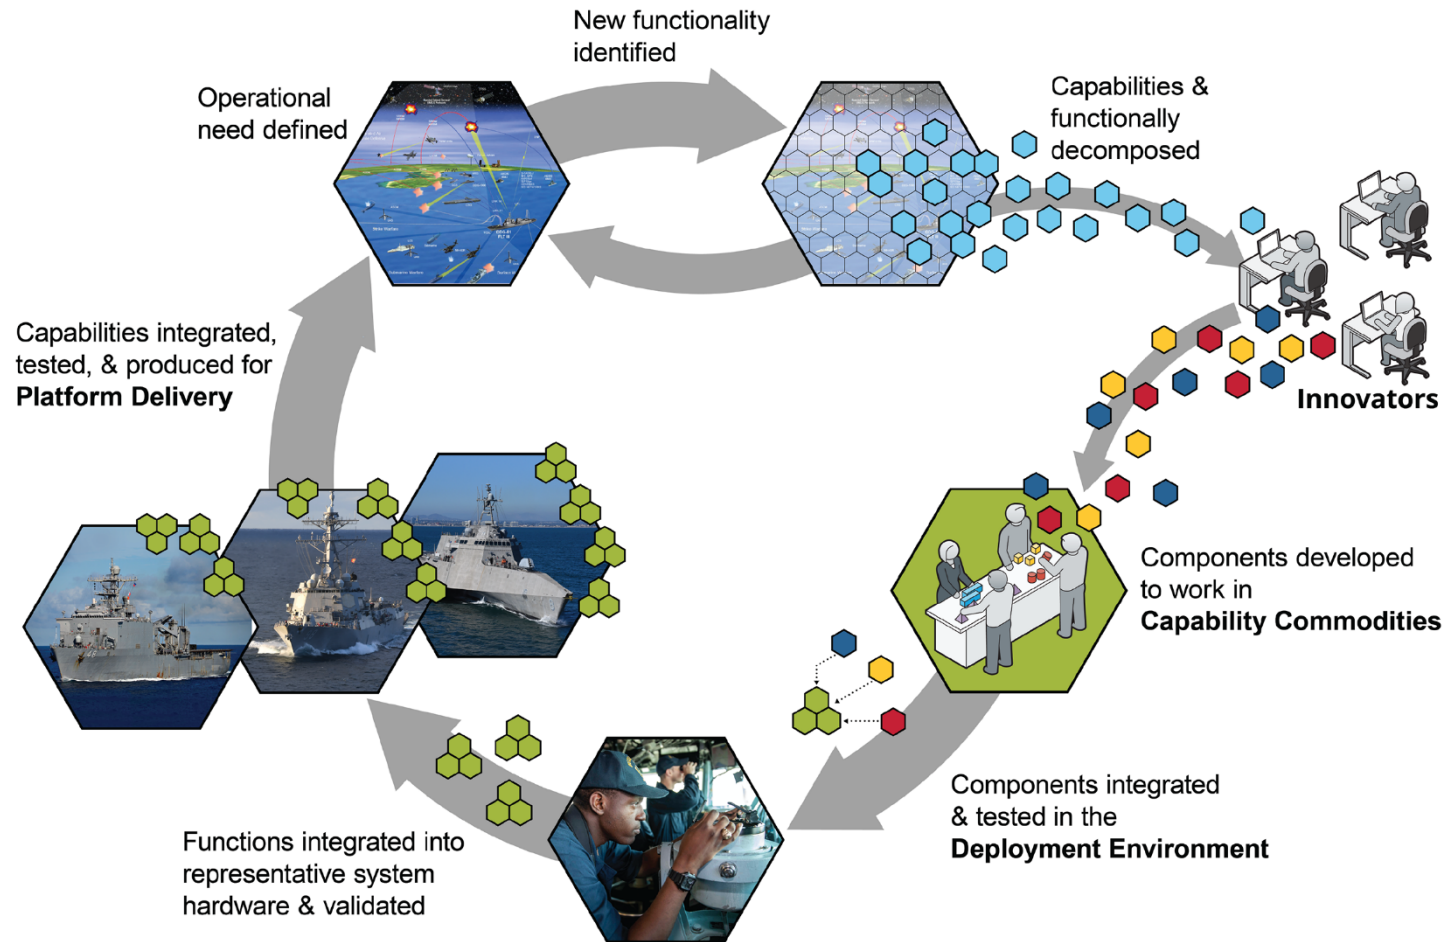 New functionality
identified
Operational
need defined
Capabilities &
functionally
decomposed
Innovators
Capabilities integrated,
tested, & produced for
Platform Delivery
Components developed
to work in
Capability Commodities
Components integrated
& tested in the
Deployment Environment
Functions integrated into
representative system
hardware & validated